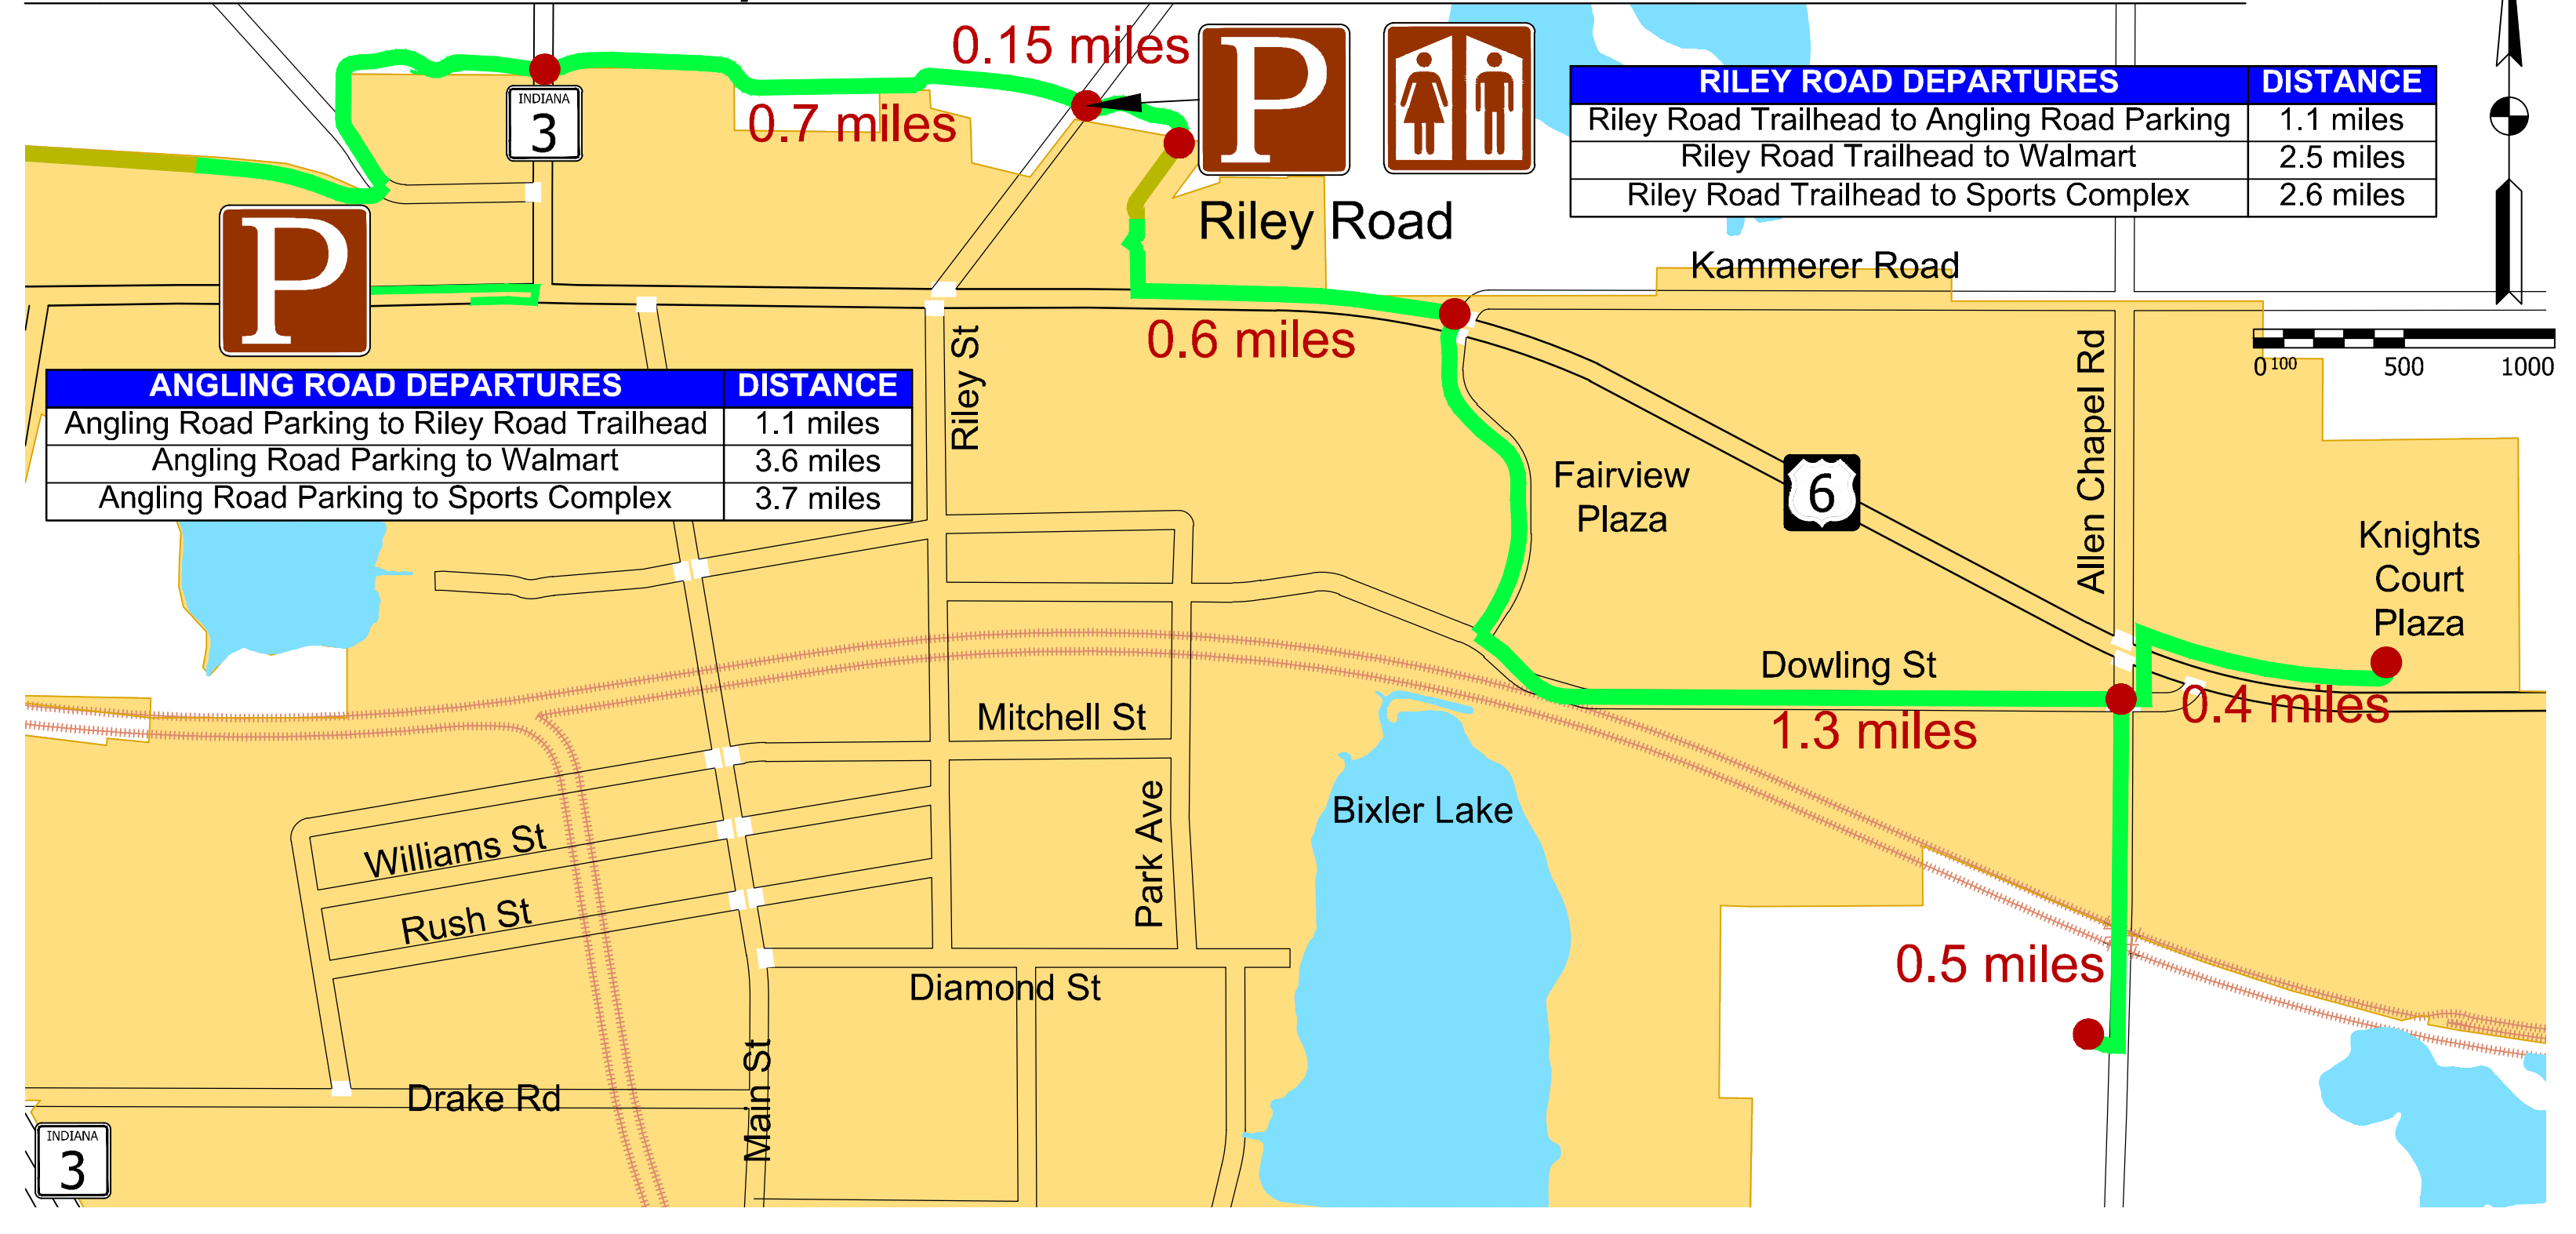 0.15 miles
P
RILEY ROAD DEPARTURES DISTANCE
Riley Road Trailhead to Angling Road Parking 1.1 miles
Riley Road Trailhead to Walmart 2.5 miles
Riley Road Trailhead to Sports Complex 2.6 miles
INDIANA
3
0.7 miles
Riley Road
P
Kammerer Road
0.6 miles
Riley St
Allen Chapel Rd
0 100 500 1000
ANGLING ROAD DEPARTURES DISTANCE
Angling Road Parking to Riley Road Trailhead 1.1 miles
Angling Road Parking to Walmart 3.6 miles
Angling Road Parking to Sports Complex 3.7 miles
Fairview
Plaza
6
Knights
Court
Plaza
Dowling St
0.4 miles
Mitchell St
1.3 miles
Bixler Lake
Park Ave
Williams St
Rush St
0.5 miles
Diamond St
Main St
Drake Rd
INDIANA
3